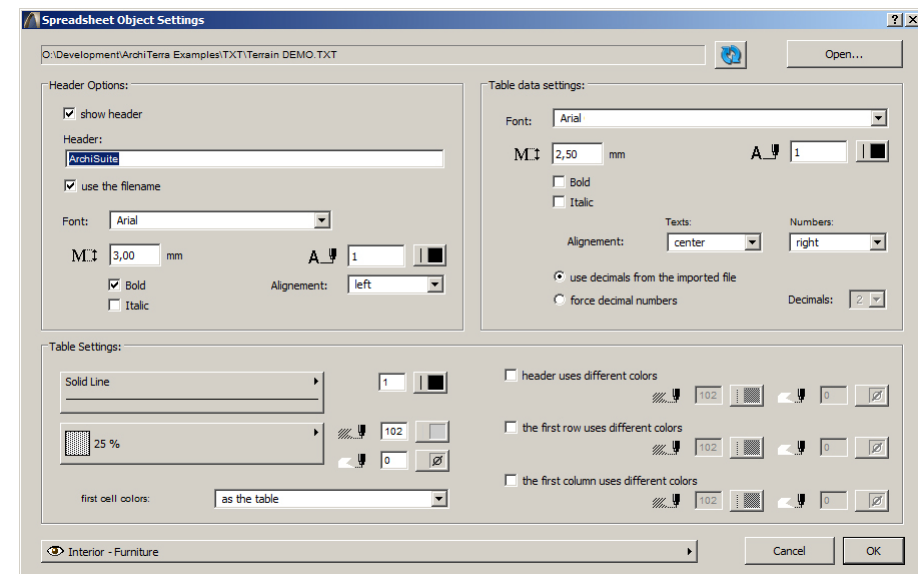 Spreadsheet Object Settings
O:\Development\ArchiTerra Examples\TXT\Terrain DEMO.TXT
Open...
Header Options:
show header
Header:
ArchiSuite
use the filename
Font: Arial
M 3,00 mm
A 1
Bold
Italic
Alignement: left
Table data settings:
Font: Arial
M 2,50 mm
A 1
Bold
Italic
Texts: Numbers:
Alignement: center right
use decimals from the imported file
force decimal numbers
Decimals: 2
Table Settings:
Solid Line
1
25 %
102
0
first cell colors: as the table
header uses different colors
102 0
the first row uses different colors
102 0
the first column uses different colors
102 0
Interior - Furniture
Cancel
OK